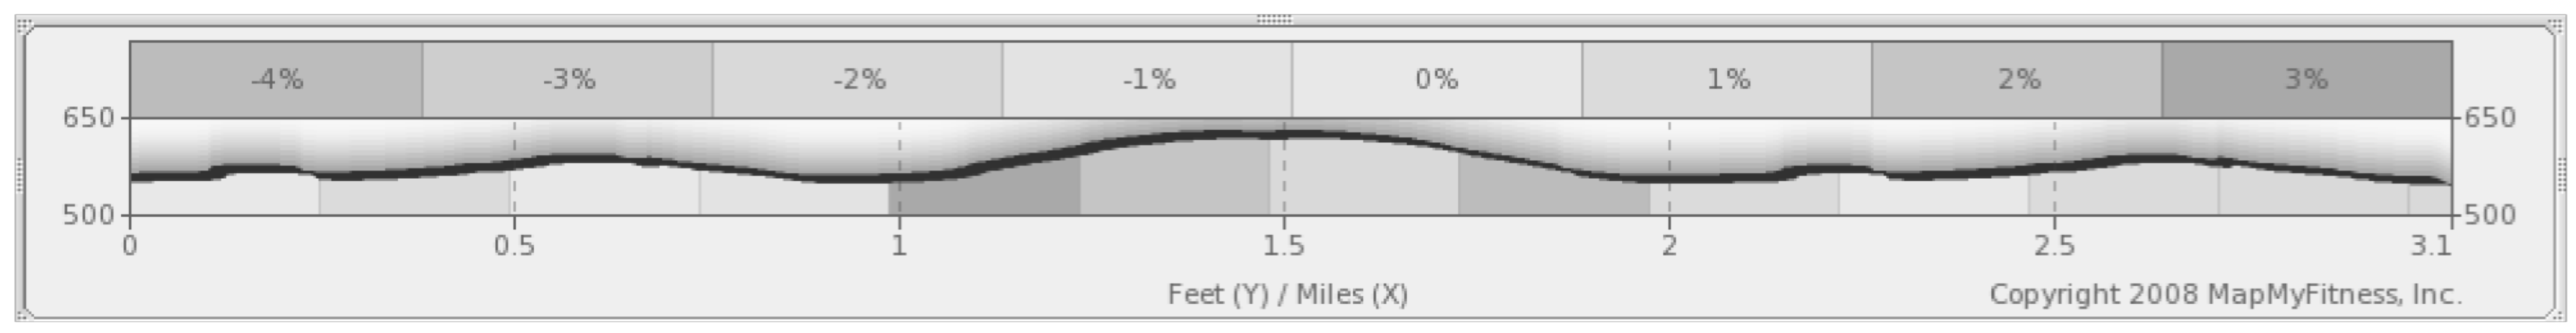 -4% -3% -2% -1% 0% 1% 2% 3%
650 650
500 500
0 0.5 1 1.5 2 2.5 3.1
Feet (Y) / Miles (X) Copyright 2008 MapMyFitness, Inc.